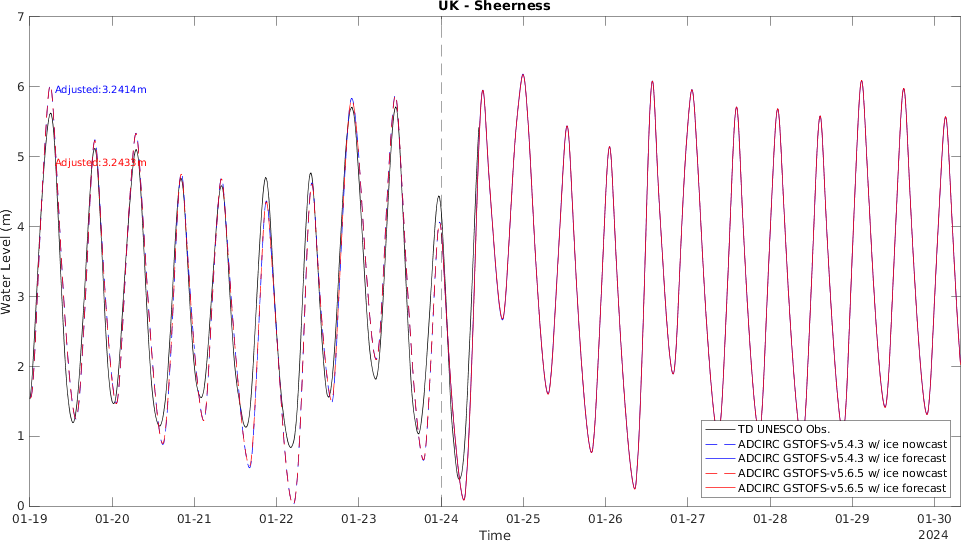 UK - Sheerness
7
6
5
4
3
2
1
0
Water Level (m)
Adjusted:3.2414m
Adjusted:3.2433m
TD UNESCO Obs.
ADCIRC GSTOFS-v5.4.3 w/ ice nowcast
ADCIRC GSTOFS-v5.4.3 w/ ice forecast
ADCIRC GSTOFS-v5.6.5 w/ ice nowcast
ADCIRC GSTOFS-v5.6.5 w/ ice forecast
01-19 01-20 01-21 01-22 01-23 01-24 01-25 01-26 01-27 01-28 01-29 01-30
Time
2024